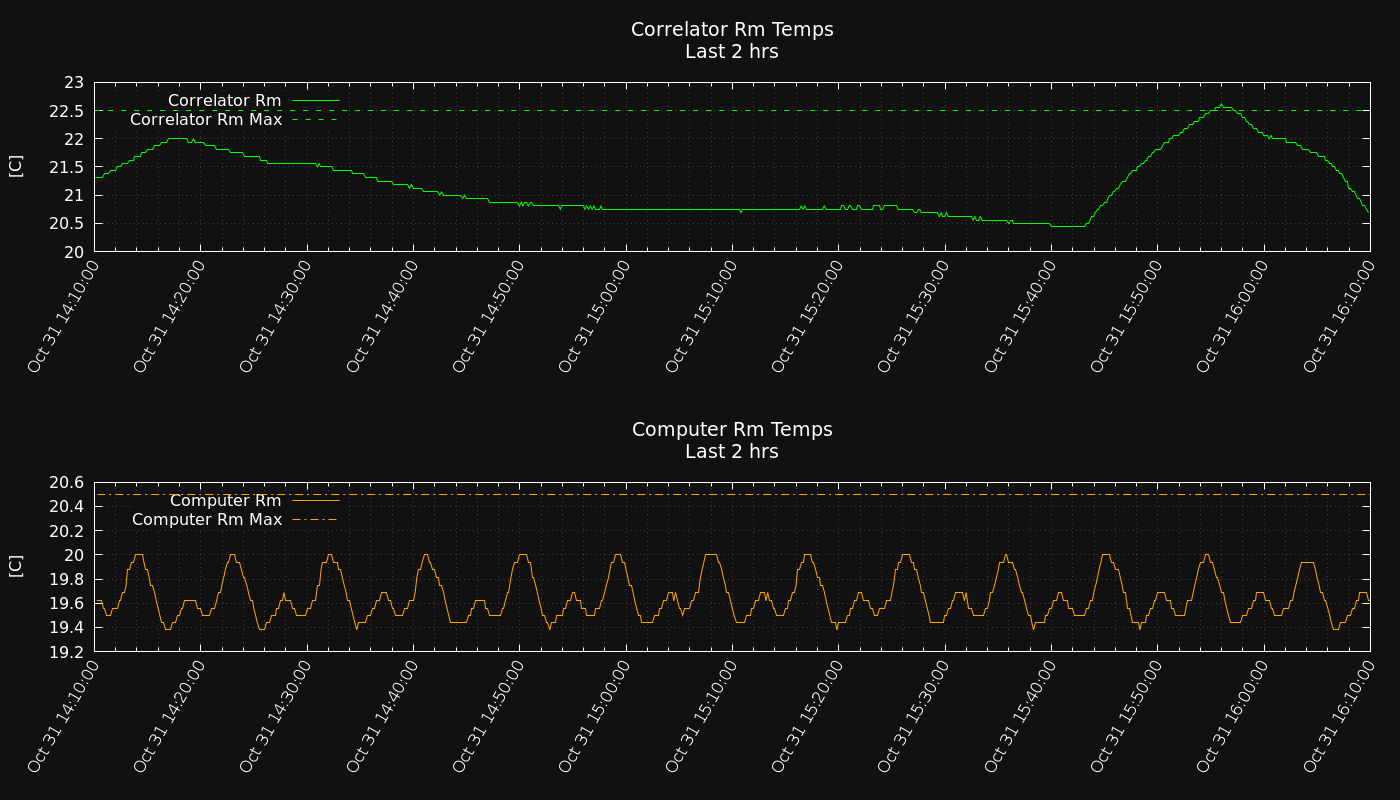 Correlator Rm Temps
Last 2 hrs
23
22.5
22
21.5
21
20.5
20
[C]
Correlator Rm
Correlator Rm Max
Oct 31 14:10:00
Oct 31 14:20:00
Oct 31 14:30:00
Oct 31 14:40:00
Oct 31 14:50:00
Oct 31 15:00:00
Oct 31 15:10:00
Oct 31 15:20:00
Oct 31 15:30:00
Oct 31 15:40:00
Oct 31 15:50:00
Oct 31 16:00:00
Oct 31 16:10:00
Computer Rm Temps
Last 2 hrs
20.6
20.4
20.2
20
19.8
19.6
19.4
19.2
[C]
Computer Rm
Computer Rm Max
Oct 31 14:10:00
Oct 31 14:20:00
Oct 31 14:30:00
Oct 31 14:40:00
Oct 31 14:50:00
Oct 31 15:00:00
Oct 31 15:10:00
Oct 31 15:20:00
Oct 31 15:30:00
Oct 31 15:40:00
Oct 31 15:50:00
Oct 31 16:00:00
Oct 31 16:10:00